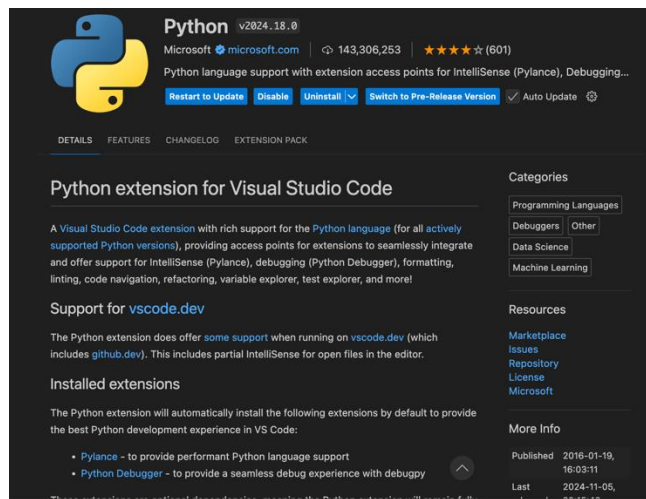 Python v2024.18.0
Microsoft microsoft.com 143,306,253 (601)
Python language support with extension access points for IntelliSense (Pylance), Debugging...
Restart to Update Disable Uninstall Switch to Pre-Release Version Auto Update
DETAILS FEATURES CHANGELOG EXTENSION PACK
Python extension for Visual Studio Code
A Visual Studio Code extension with rich support for the Python language (for all actively
supported Python versions), providing access points for extensions to seamlessly integrate
and offer support for IntelliSense (Pylance), debugging (Python Debugger), formatting,
linting, code navigation, refactoring, variable explorer, test explorer, and more!
Support for vscode.dev
The Python extension does offer some support when running on vscode.dev (which
includes github.dev). This includes partial IntelliSense for open files in the editor.
Installed extensions
The Python extension will automatically install the following extensions by default to provide
the best Python development experience in VS Code:
• Pylance - to provide performant Python language support
• Python Debugger - to provide a seamless debug experience with debugpy
Categories
Programming Languages
Debuggers Other
Data Science
Machine Learning
Resources
Marketplace
Issues
Repository
License
Microsoft
More Info
Published 2016-01-19,
16:03:11
Last 2024-11-05,